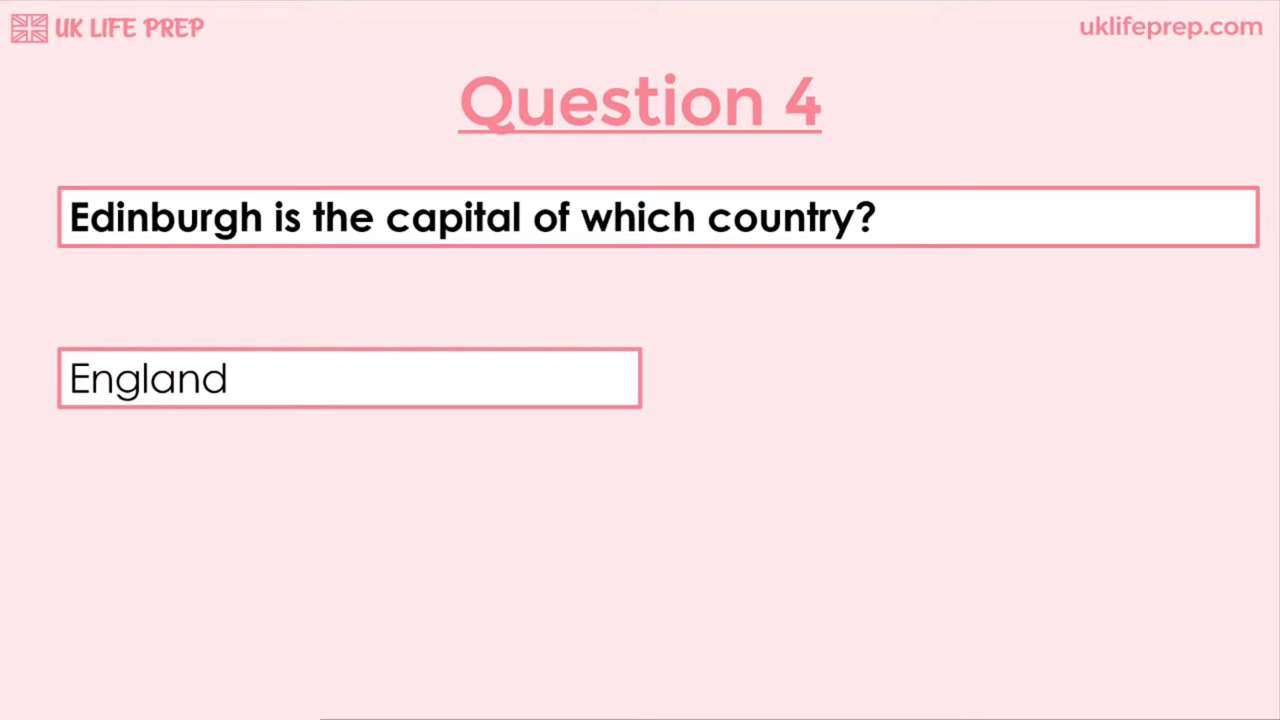 UK LIFE PREP
uklifeprep.com
Question 4
Edinburgh is the capital of which country?
England